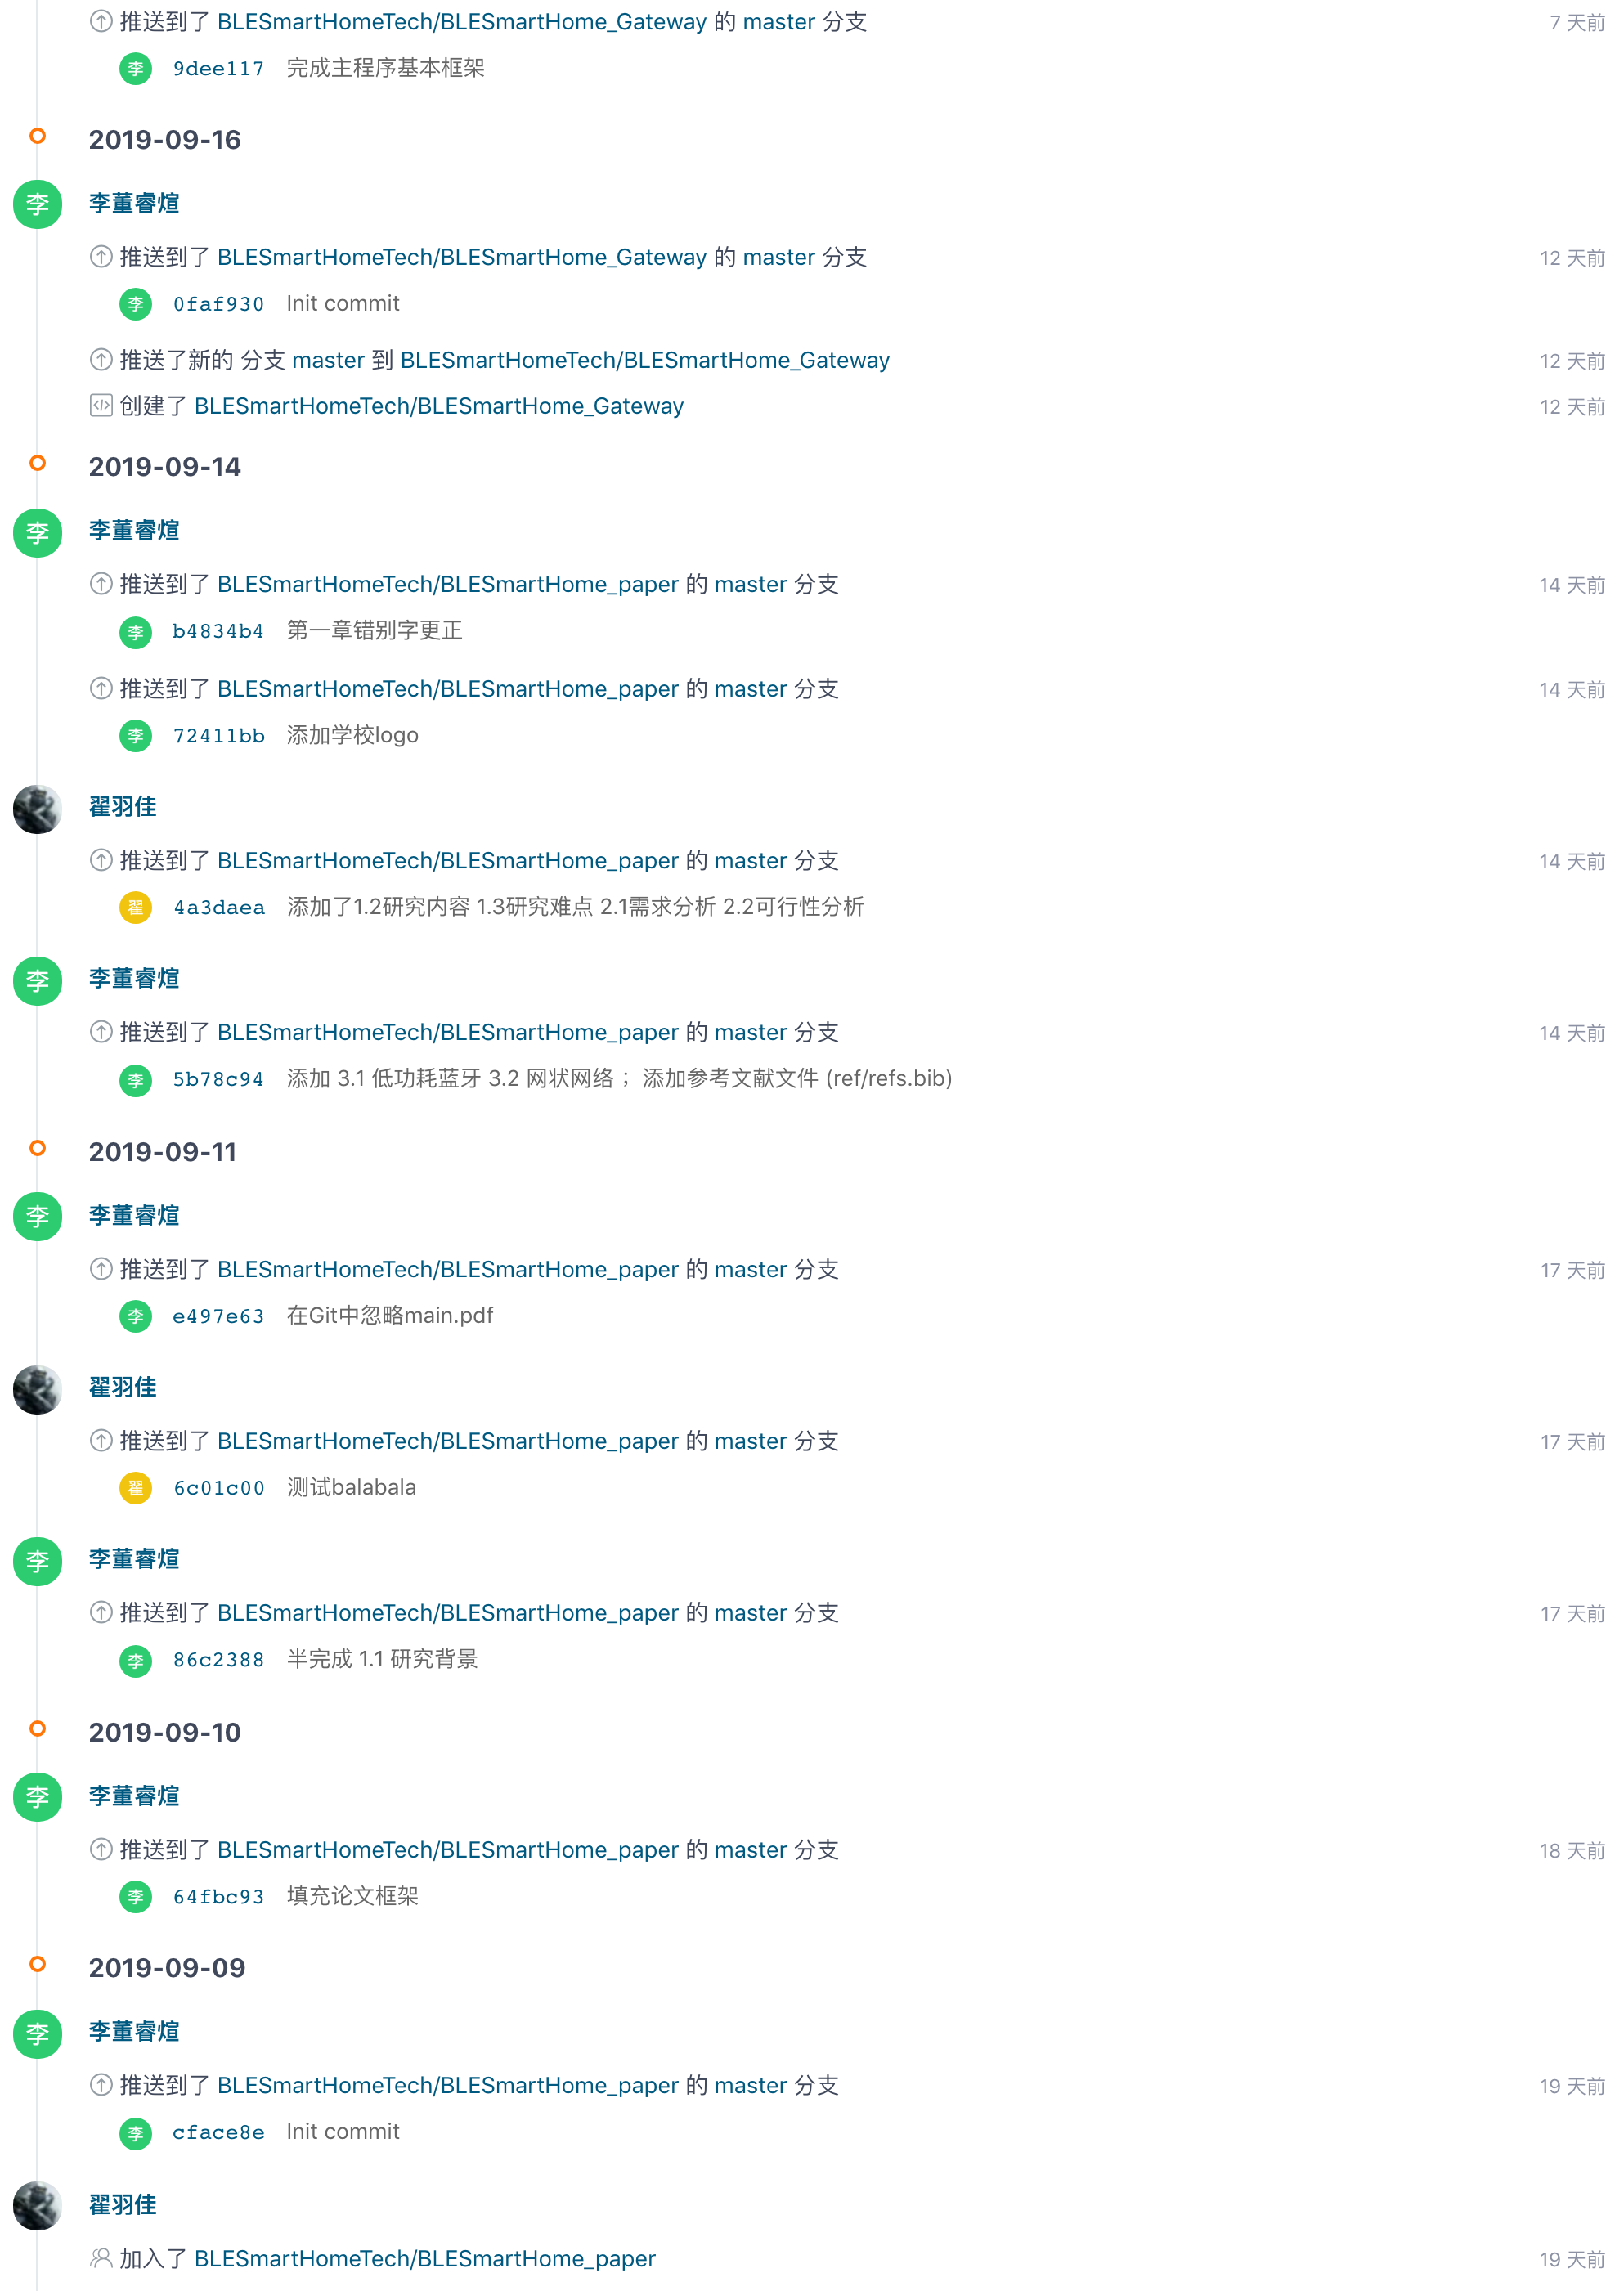 推送到了 BLESmartHomeTech/BLESmartHome_Gateway 的 master 分支 7 天前
李 9dee117 完成主程序基本框架
2019-09-16
李 李董睿煊
推送到了 BLESmartHomeTech/BLESmartHome_Gateway 的 master 分支 12 天前
李 0faf930 Init commit
推送了新的 分支 master 到 BLESmartHomeTech/BLESmartHome_Gateway 12 天前
创建了 BLESmartHomeTech/BLESmartHome_Gateway 12 天前
2019-09-14
李 李董睿煊
推送到了 BLESmartHomeTech/BLESmartHome_paper 的 master 分支 14 天前
李 b4834b4 第一章错别字更正
推送到了 BLESmartHomeTech/BLESmartHome_paper 的 master 分支 14 天前
李 72411bb 添加学校logo
翟羽佳
推送到了 BLESmartHomeTech/BLESmartHome_paper 的 master 分支 14 天前
翟 4a3daea 添加了1.2研究内容 1.3研究难点 2.1需求分析 2.2可行性分析
李 李董睿煊
推送到了 BLESmartHomeTech/BLESmartHome_paper 的 master 分支 14 天前
李 5b78c94 添加 3.1 低功耗蓝牙 3.2 网状网络； 添加参考文献文件 (ref/refs.bib)
2019-09-11
李 李董睿煊
推送到了 BLESmartHomeTech/BLESmartHome_paper 的 master 分支 17 天前
李 e497e63 在Git中忽略main.pdf
翟羽佳
推送到了 BLESmartHomeTech/BLESmartHome_paper 的 master 分支 17 天前
翟 6c01c00 测试balabala
李 李董睿煊
推送到了 BLESmartHomeTech/BLESmartHome_paper 的 master 分支 17 天前
李 86c2388 半完成 1.1 研究背景
2019-09-10
李 李董睿煊
推送到了 BLESmartHomeTech/BLESmartHome_paper 的 master 分支 18 天前
李 64fbc93 填充论文框架
2019-09-09
李 李董睿煊
推送到了 BLESmartHomeTech/BLESmartHome_paper 的 master 分支 19 天前
李 cface8e Init commit
翟羽佳
加入了 BLESmartHomeTech/BLESmartHome_paper 19 天前